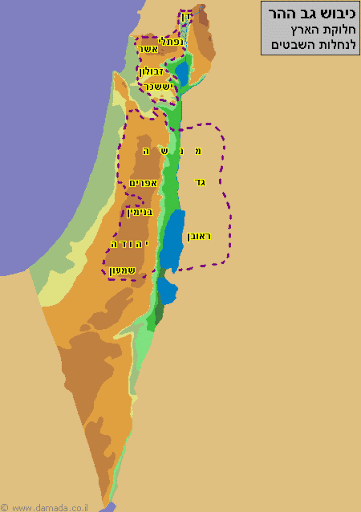 כיבוש גב ההר
חלוקת הארץ
לנחלות השבטים
דן
נפתלי
אשר
זבולון
יששכר
מ נ ש ה
אפרים
גד
בנימין
י ה ו ד ה
ראובן
שמעון
© www.damada.co.il